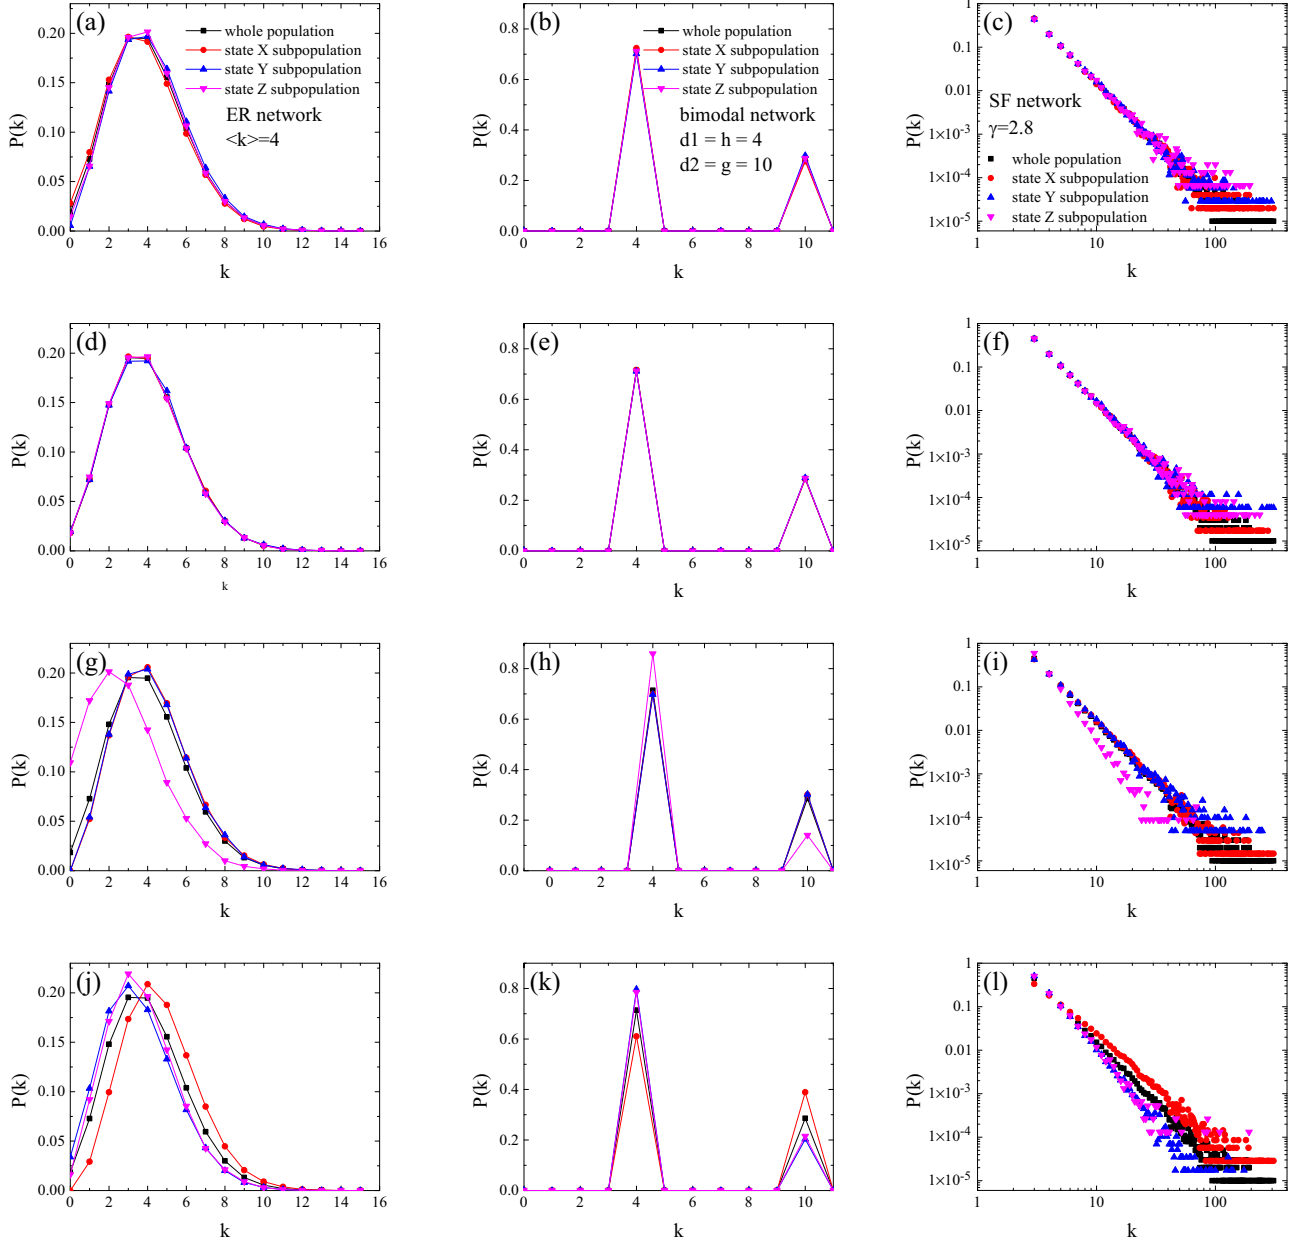 (a)
whole population
state X subpopulation
state Y subpopulation
state Z subpopulation
ER network
<k>=4
P(k)
0.20
0.15
0.10
0.05
0.00
0 2 4 6 8 10 12 14 16
k
(b)
whole population
state X subpopulation
state Y subpopulation
state Z subpopulation
bimodal network
d1 = h = 4
d2 = g = 10
P(k)
0.8
0.6
0.4
0.2
0.0
0 2 4 6 8 10
k
(c)
SF network
γ=2.8
whole population
state X subpopulation
state Y subpopulation
state Z subpopulation
P(k)
1
0.1
0.01
1×10⁻³
1×10⁻⁴
1×10⁻⁵
1 10 100
k
(d)
P(k)
0.20
0.15
0.10
0.05
0.00
0 2 4 6 8 10 12 14 16
k
(e)
P(k)
0.8
0.6
0.4
0.2
0.0
0 2 4 6 8 10
k
(f)
P(k)
1
0.1
0.01
1×10⁻³
1×10⁻⁴
1×10⁻⁵
1 10 100
k
(g)
P(k)
0.20
0.15
0.10
0.05
0.00
0 2 4 6 8 10 12 14 16
k
(h)
P(k)
0.8
0.6
0.4
0.2
0.0
0 2 4 6 8 10
k
(i)
P(k)
1
0.1
0.01
1×10⁻³
1×10⁻⁴
1×10⁻⁵
1 10 100
k
(j)
P(k)
0.20
0.15
0.10
0.05
0.00
0 2 4 6 8 10 12 14 16
k
(k)
P(k)
0.8
0.6
0.4
0.2
0.0
0 2 4 6 8 10
k
(l)
P(k)
1
0.1
0.01
1×10⁻³
1×10⁻⁴
1×10⁻⁵
1 10 100
k